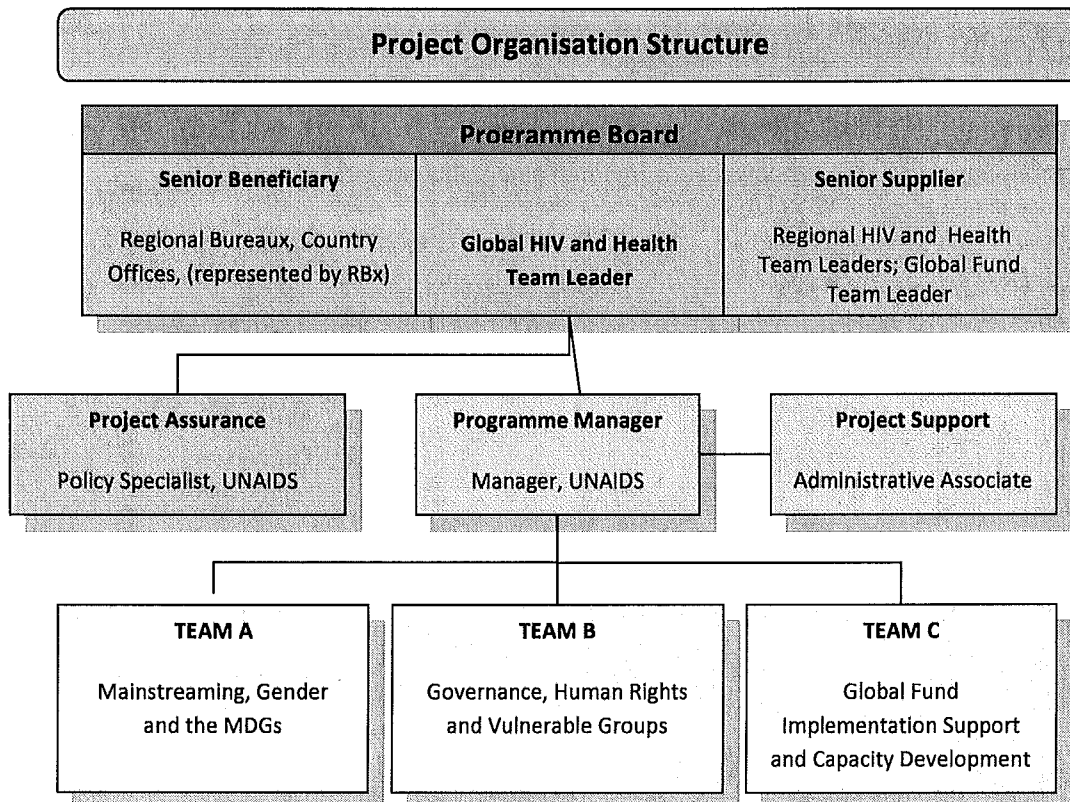 Project Organisation Structure
Programme Board
Senior Beneficiary
Regional Bureaux, Country
Offices, (represented by RBx)
Global HIV and Health
Team Leader
Senior Supplier
Regional HIV and Health
Team Leaders; Global Fund
Team Leader
Project Assurance
Policy Specialist, UNAIDS
Programme Manager
Manager, UNAIDS
Project Support
Administrative Associate
TEAM A
Mainstreaming, Gender
and the MDGs
TEAM B
Governance, Human Rights
and Vulnerable Groups
TEAM C
Global Fund
Implementation Support
and Capacity Development